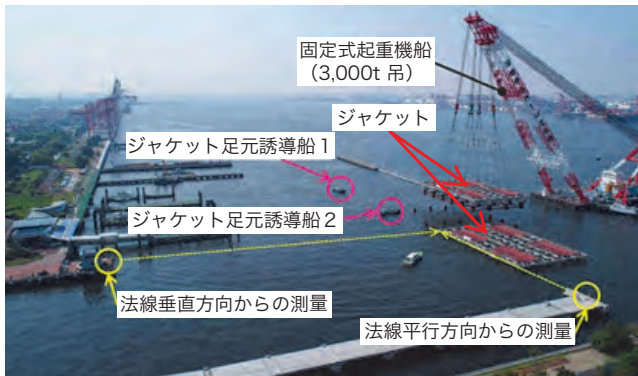 固定式起重機船
（3,000t 吊）
ジャケット
ジャケット足元誘導船１
ジャケット足元誘導船２
法線垂直方向からの測量
法線平行方向からの測量